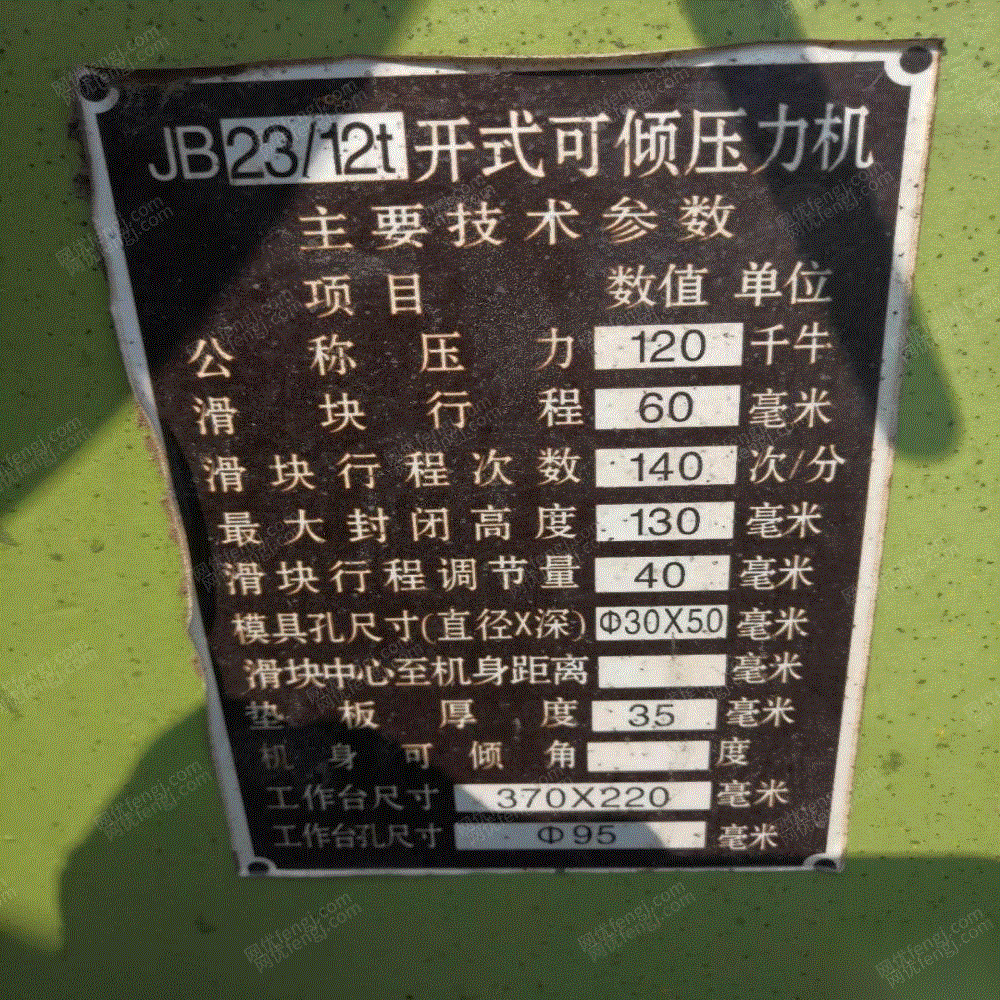 JB23/12t开式可倾压力机
主要技术参数
项目 数值 单位
公称压力 120 千牛
滑块行程 60 毫米
滑块行程次数 140 次/分
最大封闭高度 130 毫米
滑块行程调节量 40 毫米
模具孔尺寸(直径X深) Φ30X50 毫米
滑块中心至机身距离 毫米
垫板厚度 35 毫米
机身可倾角 度
工作台尺寸 370X220 毫米
工作台孔尺寸 Φ95 毫米